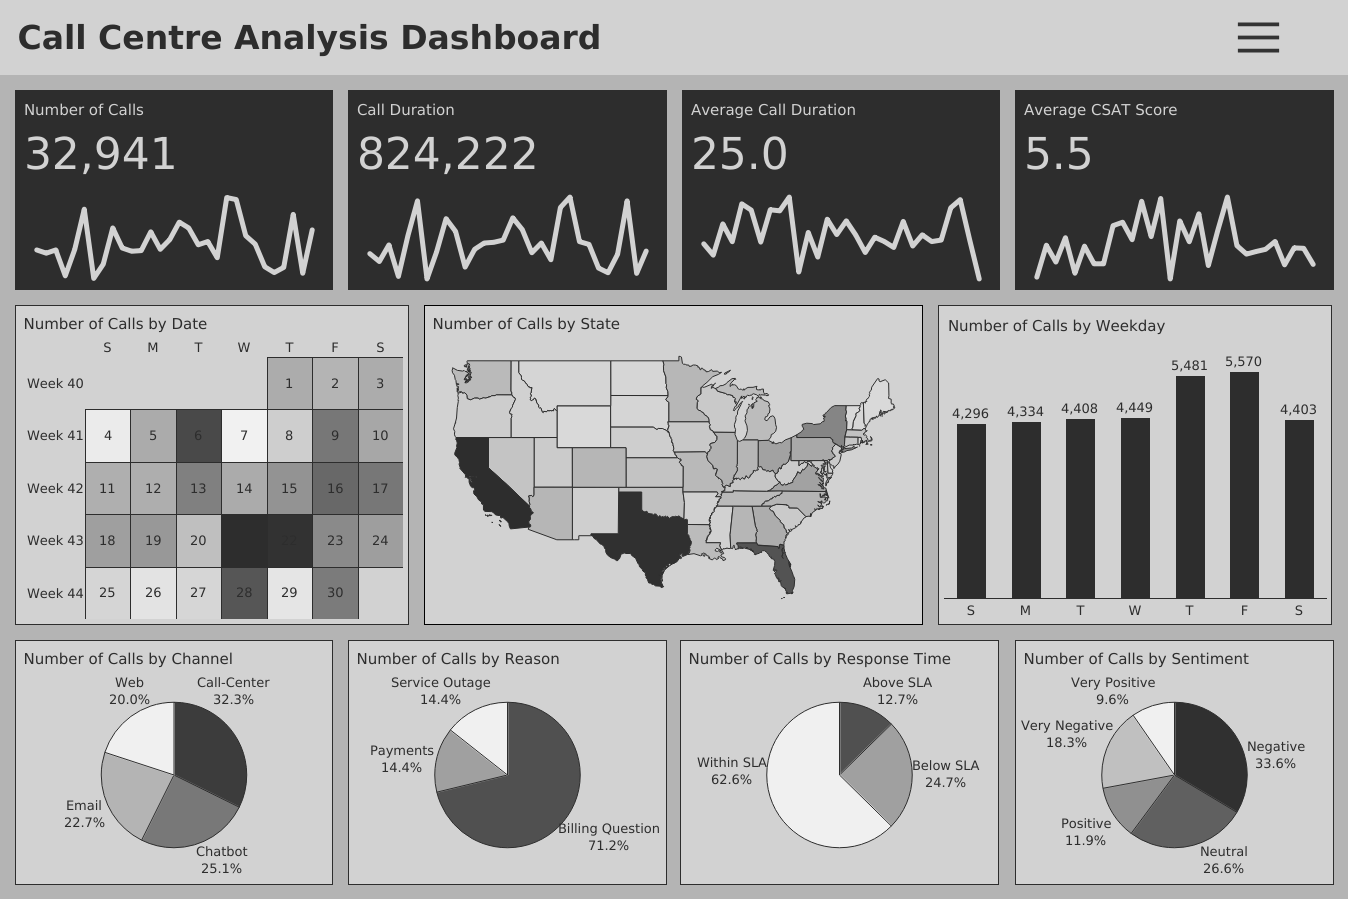 Call Centre Analysis Dashboard
Number of Calls
32,941
Call Duration
824,222
Average Call Duration
25.0
Average CSAT Score
5.5
Number of Calls by Date
S M T W T F S
Week 40 1 2 3
Week 41 4 5 6 7 8 9 10
Week 42 11 12 13 14 15 16 17
Week 43 18 19 20 22 23 24
Week 44 25 26 27 28 29 30
Number of Calls by State
Number of Calls by Weekday
4,296 4,334 4,408 4,449 5,481 5,570 4,403
S M T W T F S
Number of Calls by Channel
Web
20.0%
Call-Center
32.3%
Email
22.7%
Chatbot
25.1%
Number of Calls by Reason
Service Outage
14.4%
Payments
14.4%
Billing Question
71.2%
Number of Calls by Response Time
Above SLA
12.7%
Within SLA
62.6%
Below SLA
24.7%
Number of Calls by Sentiment
Very Positive
9.6%
Very Negative
18.3%
Negative
33.6%
Positive
11.9%
Neutral
26.6%